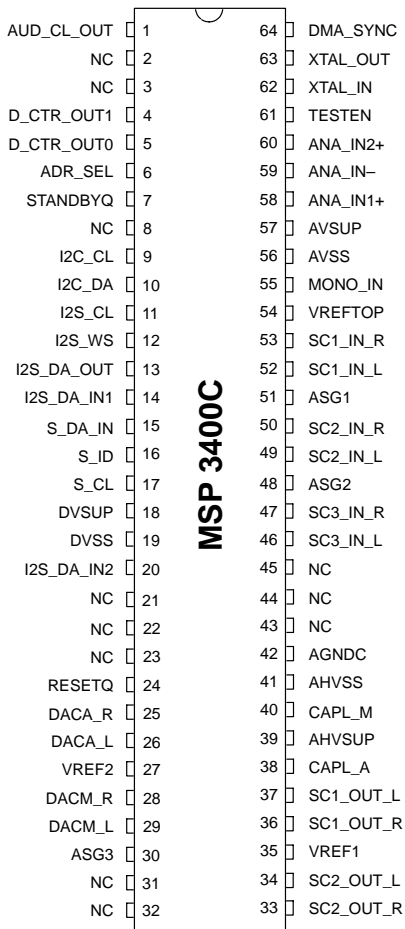 AUD_CL_OUT 1 64 DMA_SYNC
NC 2 63 XTAL_OUT
NC 3 62 XTAL_IN
D_CTR_OUT1 4 61 TESTEN
D_CTR_OUT0 5 60 ANA_IN2+
ADR_SEL 6 59 ANA_IN–
STANDBYQ 7 58 ANA_IN1+
NC 8 57 AVSUP
I2C_CL 9 56 AVSS
I2C_DA 10 55 MONO_IN
I2S_CL 11 54 VREFTOP
I2S_WS 12 53 SC1_IN_R
I2S_DA_OUT 13 52 SC1_IN_L
I2S_DA_IN1 14 51 ASG1
S_DA_IN 15 50 SC2_IN_R
S_ID 16 49 SC2_IN_L
S_CL 17 48 ASG2
DVSUP 18 47 SC3_IN_R
DVSS 19 46 SC3_IN_L
I2S_DA_IN2 20 45 NC
NC 21 44 NC
NC 22 43 NC
NC 23 42 AGNDC
RESETQ 24 41 AHVSS
DACA_R 25 40 CAPL_M
DACA_L 26 39 AHVSUP
VREF2 27 38 CAPL_A
DACM_R 28 37 SC1_OUT_L
DACM_L 29 36 SC1_OUT_R
ASG3 30 35 VREF1
NC 31 34 SC2_OUT_L
NC 32 33 SC2_OUT_R
MSP 3400C